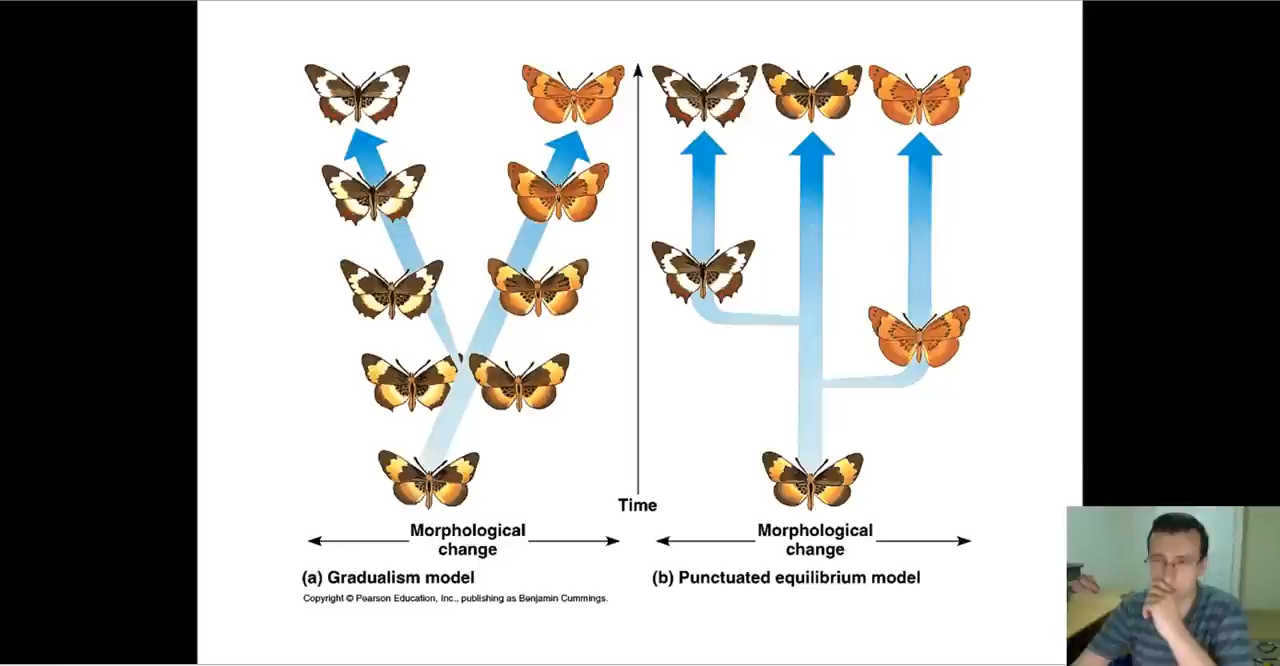 Time
Morphological
change
Morphological
change
(a) Gradualism model
(b) Punctuated equilibrium model
Copyright © Pearson Education, Inc., publishing as Benjamin Cummings.